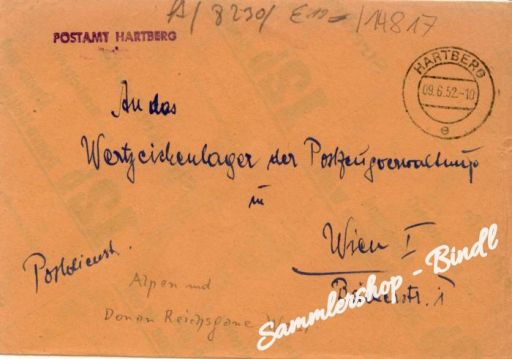 A/8230/
/14817
POSTAMT HARTBERG
HARTBERG
09.6.52.-10
e
An das
Wertzeichenlager der Postzeugverwaltung
in
Wien I
Postdienst.
Alpen und
Donau Reichsgaue
Sammlershop - Bindl